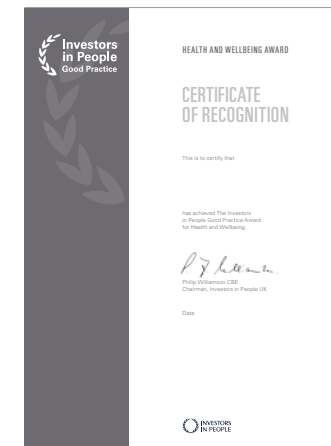 Investors
in People
Good Practice
HEALTH AND WELLBEING AWARD
CERTIFICATE
OF RECOGNITION
This is to certify that
has achieved The Investors
in People Good Practice Award
for Health and Wellbeing.
Philip Williamson CBE
Chairman, Investors in People UK
Date
INVESTORS
IN PEOPLE